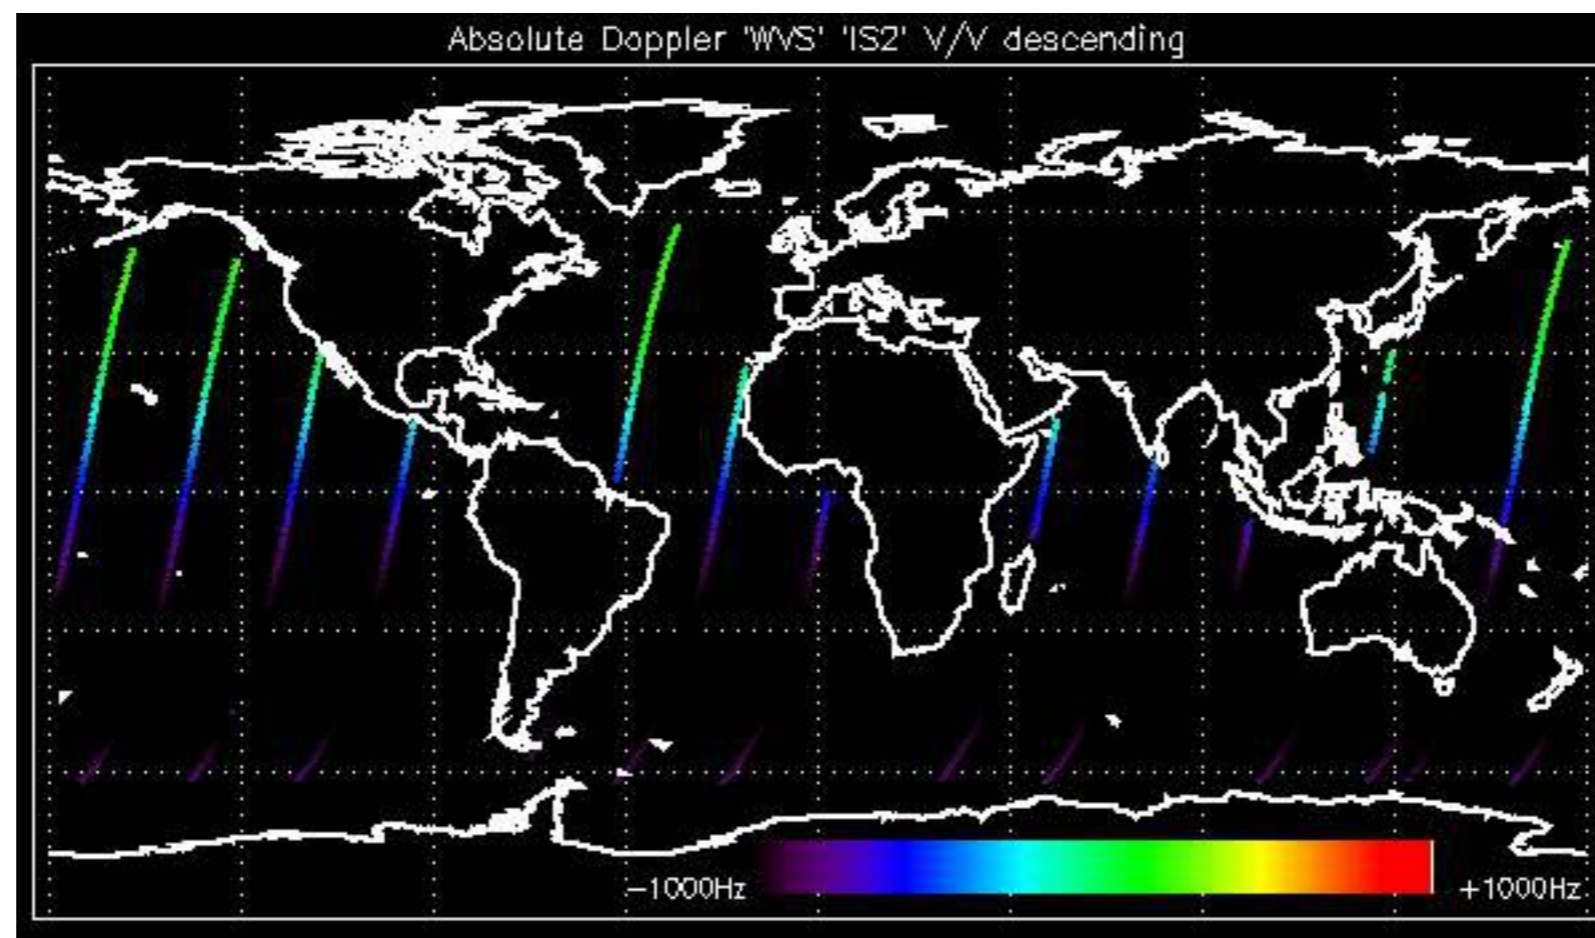 Absolute Doppler 'WVS' 'IS2' V/V descending
−1000Hz +1000Hz